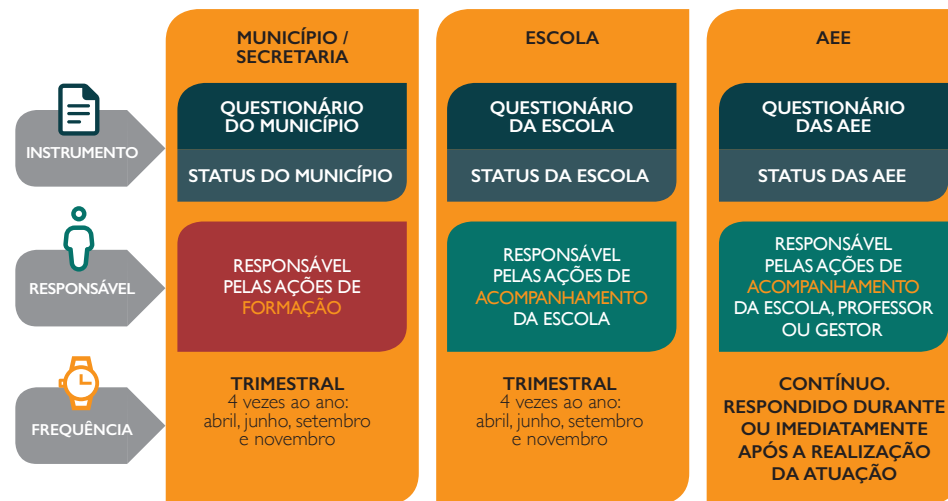 MUNICÍPIO /
SECRETARIA
ESCOLA
AEE
INSTRUMENTO
QUESTIONÁRIO
DO MUNICÍPIO
STATUS DO MUNICÍPIO
QUESTIONÁRIO
DA ESCOLA
STATUS DA ESCOLA
QUESTIONÁRIO
DAS AEE
STATUS DAS AEE
RESPONSÁVEL
RESPONSÁVEL
PELAS AÇÕES DE
FORMAÇÃO
RESPONSÁVEL
PELAS AÇÕES DE
ACOMPANHAMENTO
DA ESCOLA
RESPONSÁVEL
PELAS AÇÕES DE
ACOMPANHAMENTO
DA ESCOLA, PROFESSOR
OU GESTOR
FREQUÊNCIA
TRIMESTRAL
4 vezes ao ano:
abril, junho, setembro
e novembro
TRIMESTRAL
4 vezes ao ano:
abril, junho, setembro
e novembro
CONTÍNUO.
RESPONDIDO DURANTE
OU IMEDIATAMENTE
APÓS A REALIZAÇÃO
DA ATUAÇÃO